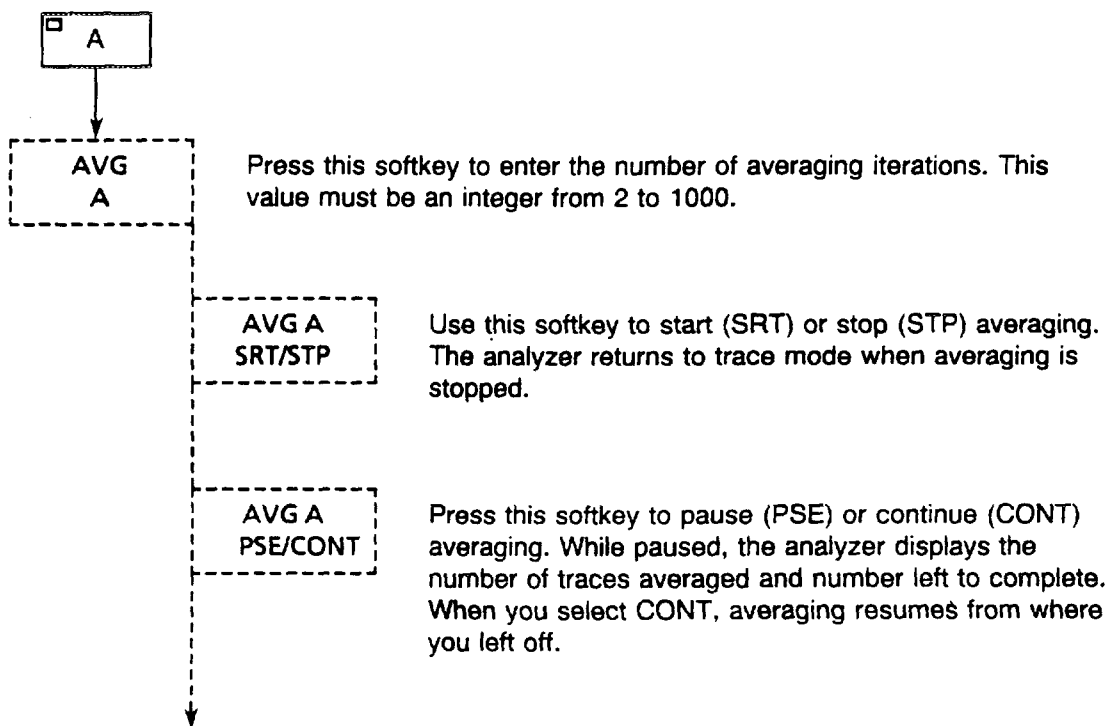 A
AVG
A
Press this softkey to enter the number of averaging iterations. This
value must be an integer from 2 to 1000.
AVG A
SRT/STP
Use this softkey to start (SRT) or stop (STP) averaging.
The analyzer returns to trace mode when averaging is
stopped.
AVG A
PSE/CONT
Press this softkey to pause (PSE) or continue (CONT)
averaging. While paused, the analyzer displays the
number of traces averaged and number left to complete.
When you select CONT, averaging resumes from where
you left off.